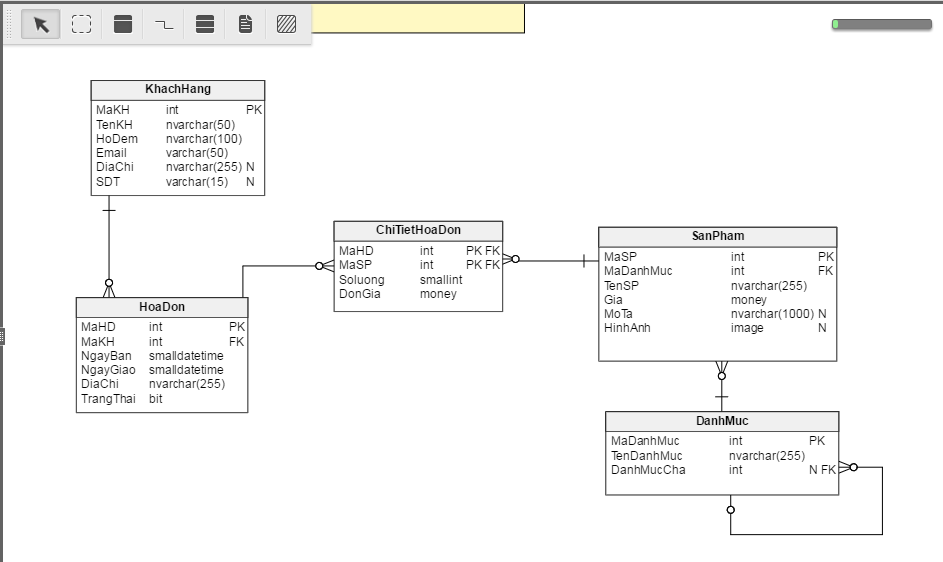 KhachHang
MaKH int PK
TenKH nvarchar(50)
HoDem nvarchar(100)
Email varchar(50)
DiaChi nvarchar(255) N
SDT varchar(15) N
HoaDon
MaHD int PK
MaKH int FK
NgayBan smalldatetime
NgayGiao smalldatetime
DiaChi nvarchar(255)
TrangThai bit
ChiTietHoaDon
MaHD int PK FK
MaSP int PK FK
Soluong smallint
DonGia money
SanPham
MaSP int PK
MaDanhMuc int FK
TenSP nvarchar(255)
Gia money
MoTa nvarchar(1000) N
HinhAnh image N
DanhMuc
MaDanhMuc int PK
TenDanhMuc nvarchar(255)
DanhMucCha int N FK